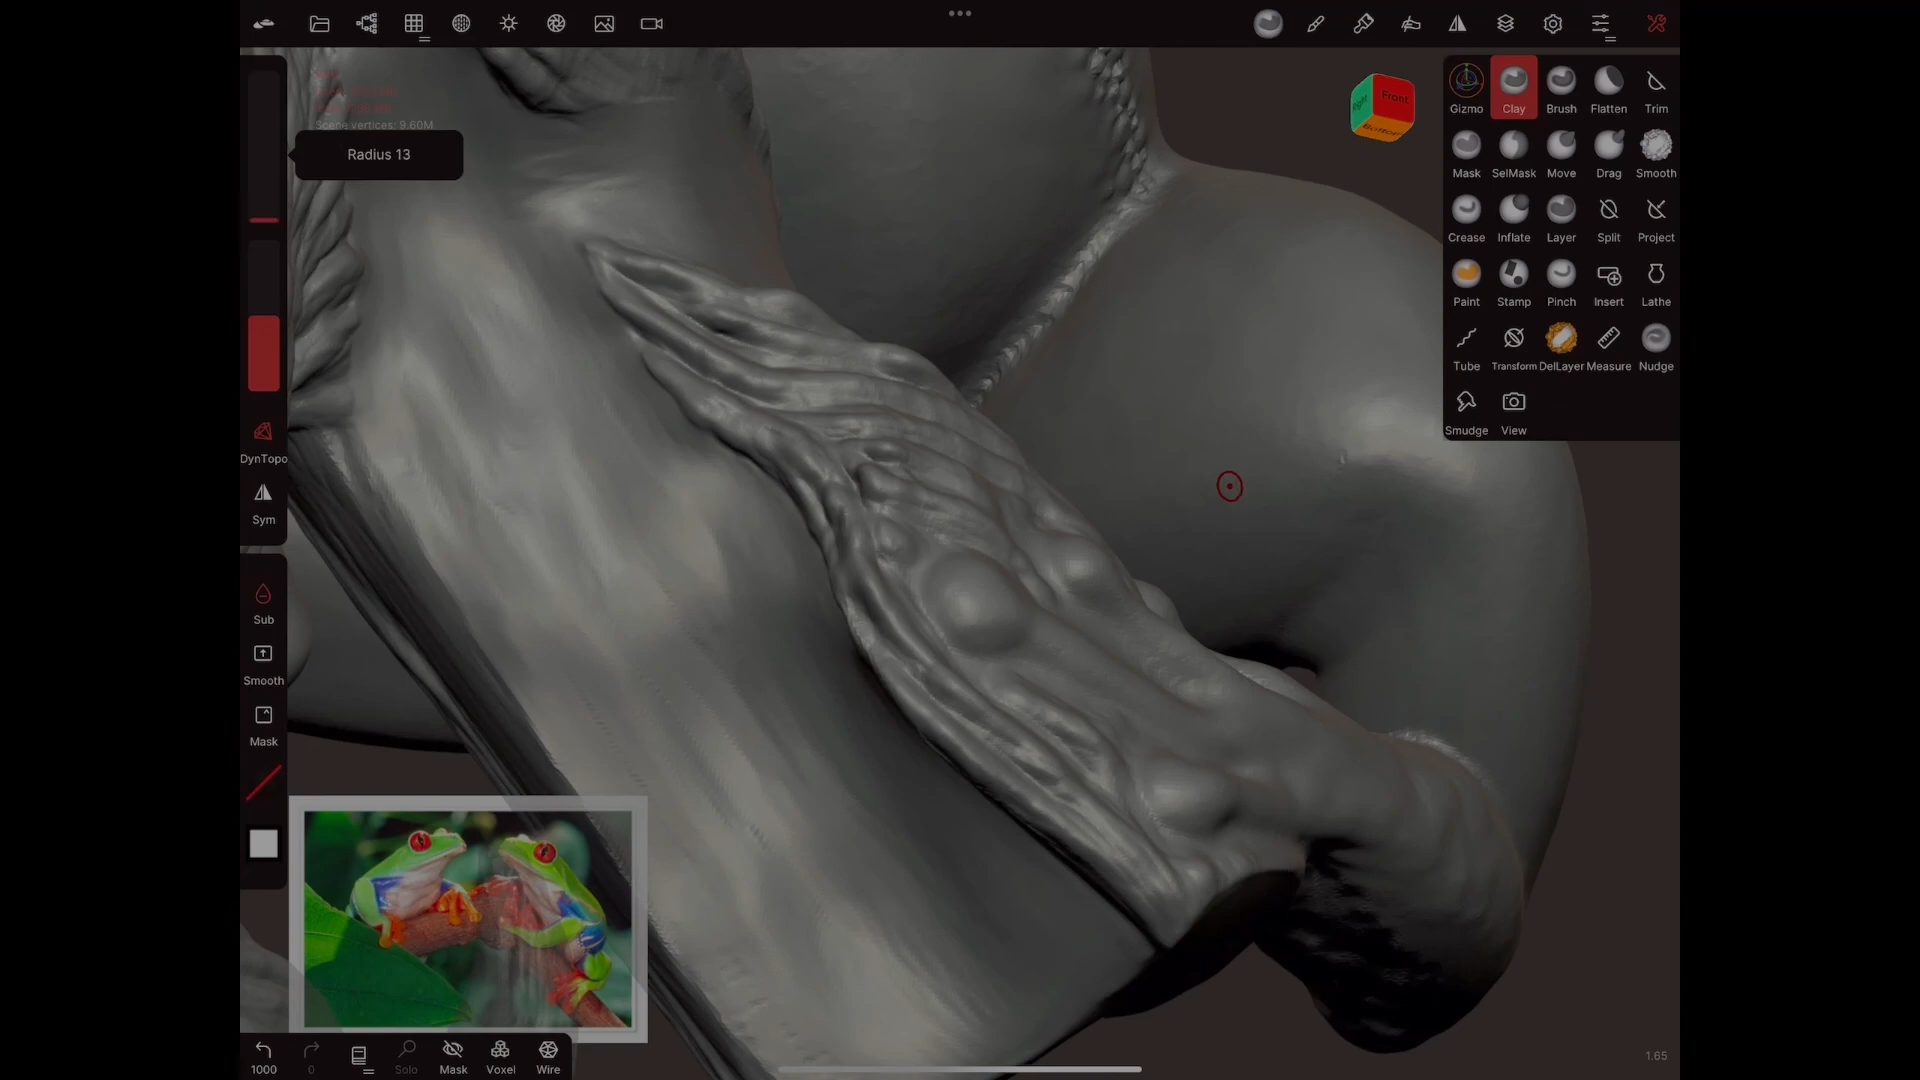 Scene vertices: 9.60M
Radius 13
Right
Front
Bottom
Gizmo Clay Brush Flatten Trim
Mask SelMask Move Drag Smooth
Crease Inflate Layer Split Project
Paint Stamp Pinch Insert Lathe
Tube Transform DelLayer Measure Nudge
Smudge View
DynTopo
Sym
Sub
Smooth
Mask
1000 0 Solo Mask Voxel Wire
1.65